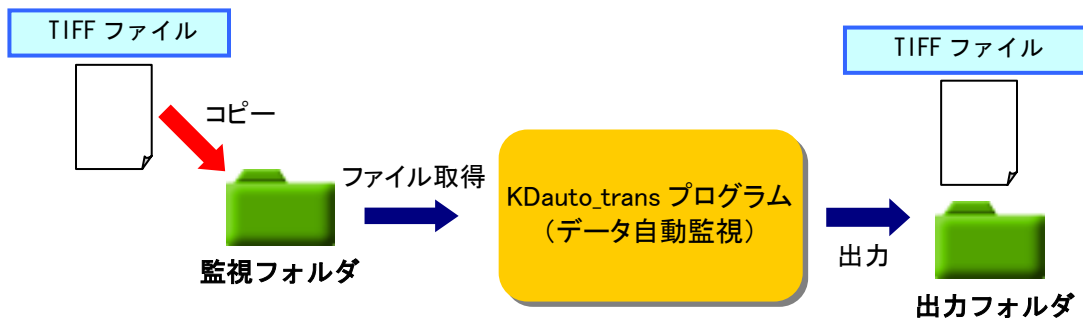 TIFF ファイル
TIFF ファイル
コピー
ファイル取得
KDauto_trans プログラム
（データ自動監視）
出力
監視フォルダ
出力フォルダ